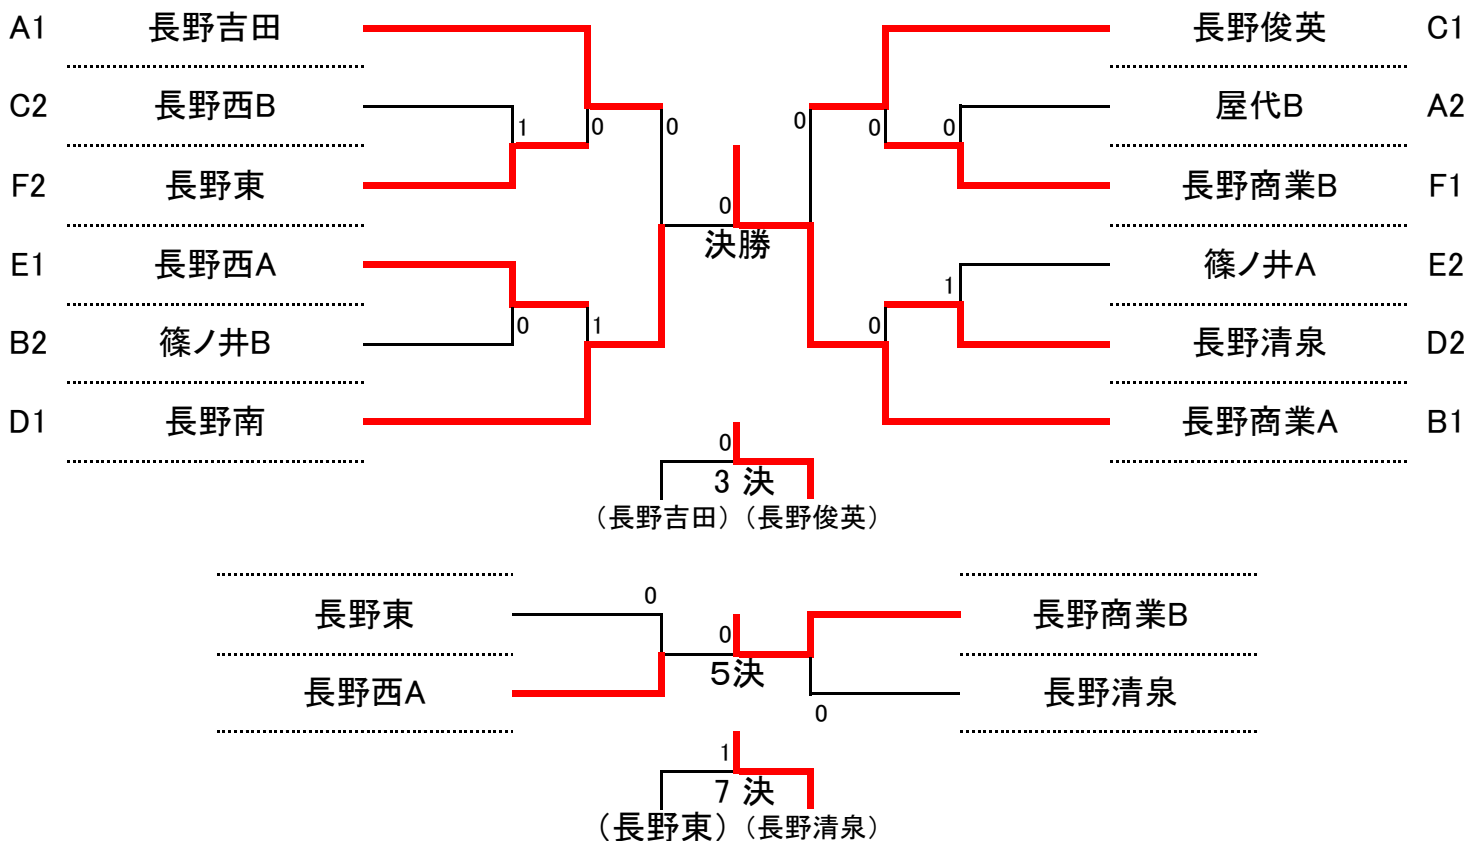 A1 長野吉田 長野俊英 C1
C2 長野西B 屋代B A2
1 0 0 0 0 0
F2 長野東 長野商業B F1
0
決勝
E1 長野西A 篠ノ井A E2
1
0 1 0
B2 篠ノ井B 長野清泉 D2
D1 長野南 長野商業A B1
0
3 決
(長野吉田) (長野俊英)
0
長野東 長野商業B
0
5決
長野西A 長野清泉
0
1
7 決
(長野東) (長野清泉)